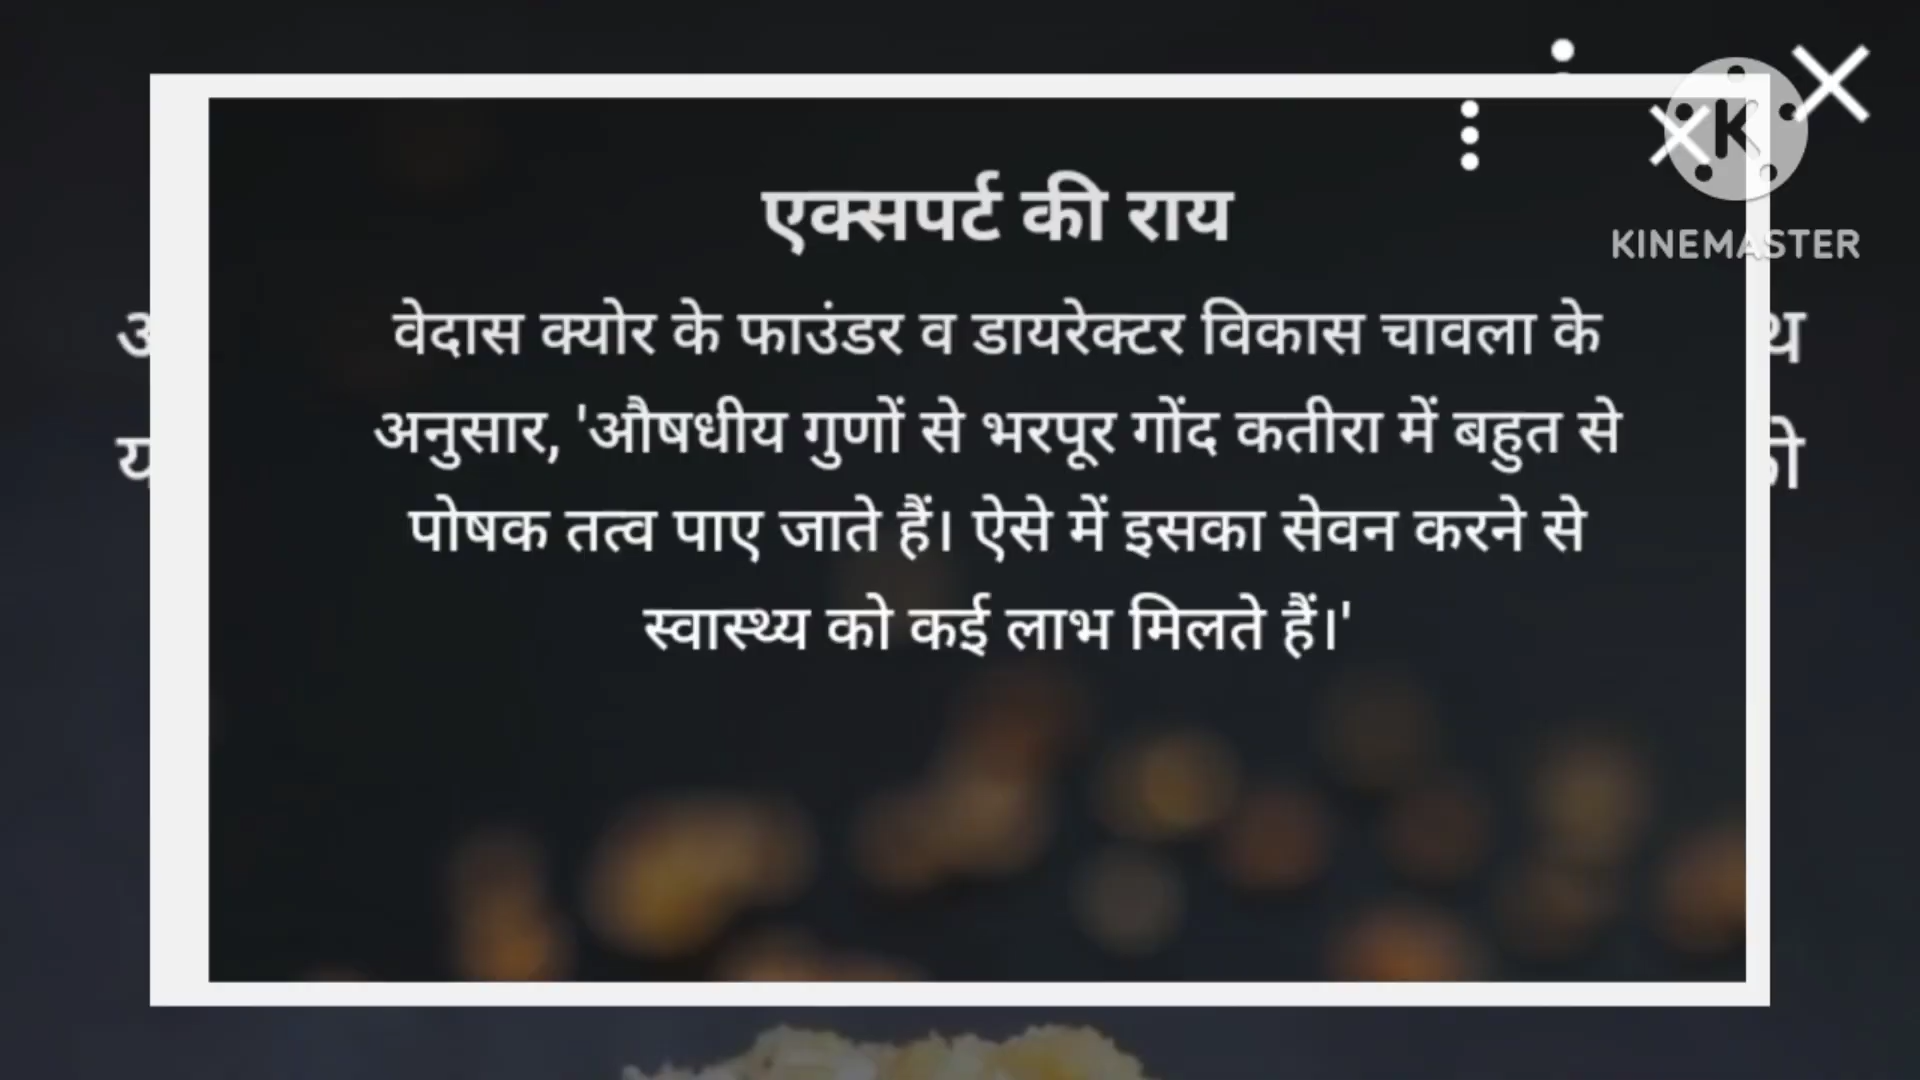 KINEMASTER
एक्सपर्ट की राय
वेदास क्योर के फाउंडर व डायरेक्टर विकास चावला के
अनुसार, 'औषधीय गुणों से भरपूर गोंद कतीरा में बहुत से
पोषक तत्व पाए जाते हैं। ऐसे में इसका सेवन करने से
स्वास्थ्य को कई लाभ मिलते हैं।'